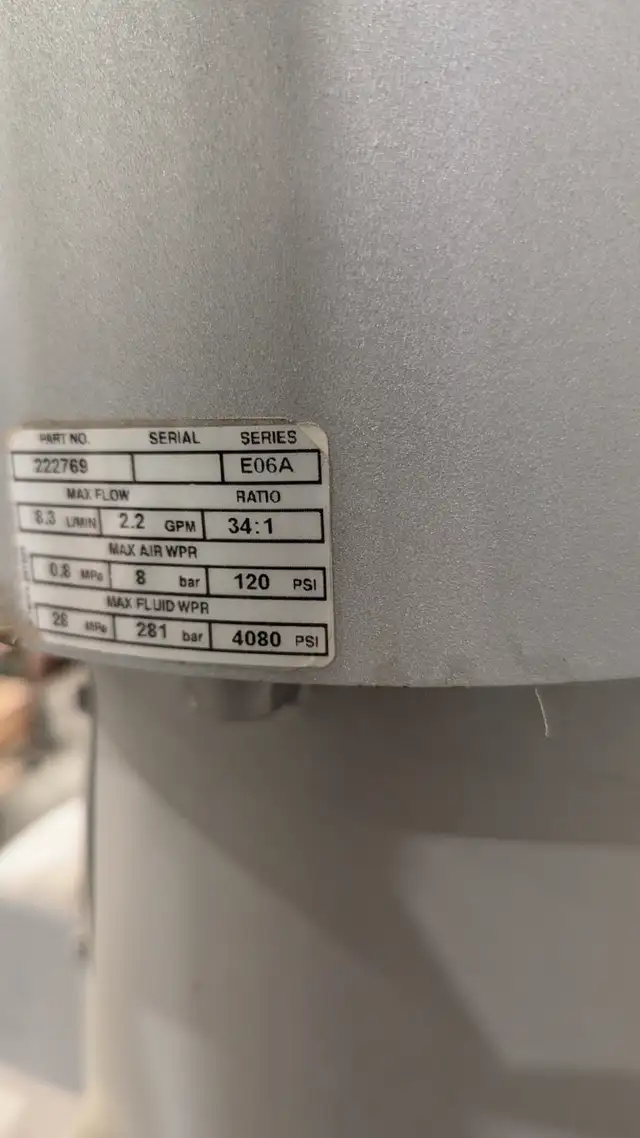 PART NO. SERIAL SERIES
222769 E06A
MAX FLOW RATIO
8.3 L/MIN 2.2 GPM 34:1
MAX AIR WPR
0.8 MPa 8 bar 120 PSI
MAX FLUID WPR
28 MPa 281 bar 4080 PSI